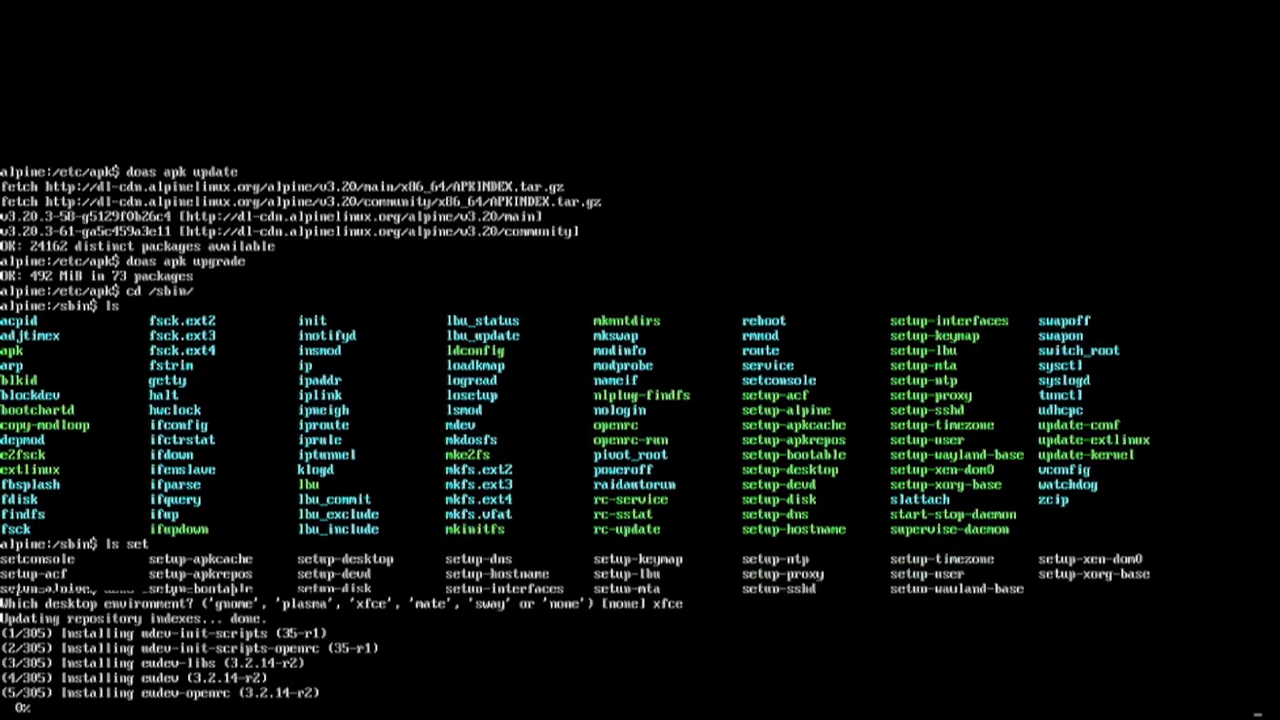 alpine:/etc/apk$ doas apk update
fetch http://dl-cdn.alpinelinux.org/alpine/v3.20/main/x86_64/APKINDEX.tar.gz
fetch http://dl-cdn.alpinelinux.org/alpine/v3.20/community/x86_64/APKINDEX.tar.gz
v3.20.3-58-g5129f0b26c4 [http://dl-cdn.alpinelinux.org/alpine/v3.20/main]
v3.20.3-61-ga5c459a3e11 [http://dl-cdn.alpinelinux.org/alpine/v3.20/community]
OK: 24162 distinct packages available
alpine:/etc/apk$ doas apk upgrade
OK: 492 MiB in 73 packages
alpine:/etc/apk$ cd /sbin/
alpine:/sbin$ ls
acpid fsck.ext2 init lbu_status mkmntdirs reboot setup-interfaces swapoff
adjtimex fsck.ext3 inotifyd lbu_update mkswap rmmod setup-keymap swapon
apk fsck.ext4 insmod ldconfig modinfo route setup-lbu switch_root
arp fstrim ip loadkmap modprobe service setup-mta sysctl
blkid getty ipaddr logread nameif setconsole setup-ntp syslogd
blockdev halt iplink losetup nlplug-findfs setup-acf setup-proxy tunctl
bootchartd hwclock ipneigh lsmod nologin setup-alpine setup-sshd udhcpc
copy-modloop ifconfig iproute mdev openrc setup-apkcache setup-timezone update-conf
depmod ifctrstat iprule mkdosfs openrc-run setup-apkrepos setup-user update-extlinux
e2fsck ifdown iptunnel mke2fs pivot_root setup-bootable setup-wayland-base update-kernel
extlinux ifenslave klogd mkfs.ext2 poweroff setup-desktop setup-xen-dom0 vconfig
fbsplash ifparse lbu mkfs.ext3 raidautorun setup-devd setup-xorg-base watchdog
fdisk ifquery lbu_commit mkfs.ext4 rc-service setup-disk slattach zcip
findfs ifup lbu_exclude mkfs.vfat rc-sstat setup-dns start-stop-daemon
fsck ifupdown lbu_include mkinitfs rc-update setup-hostname supervise-daemon
alpine:/sbin$ ls set
setconsole setup-apkcache setup-desktop setup-dns setup-keymap setup-ntp setup-timezone setup-xen-dom0
setup-acf setup-apkrepos setup-devd setup-hostname setup-lbu setup-proxy setup-user setup-xorg-base
setup-alpine setup-bootable setup-disk setup-interfaces setup-mta setup-sshd setup-wayland-base
Which desktop environment? ('gnome', 'plasma', 'xfce', 'mate', 'sway' or 'none') [none] xfce
Updating repository indexes... done.
(1/305) Installing udev-init-scripts (35-r1)
(2/305) Installing udev-init-scripts-openrc (35-r1)
(3/305) Installing eudev-libs (3.2.14-r2)
(4/305) Installing eudev (3.2.14-r2)
(5/305) Installing eudev-openrc (3.2.14-r2)
0%